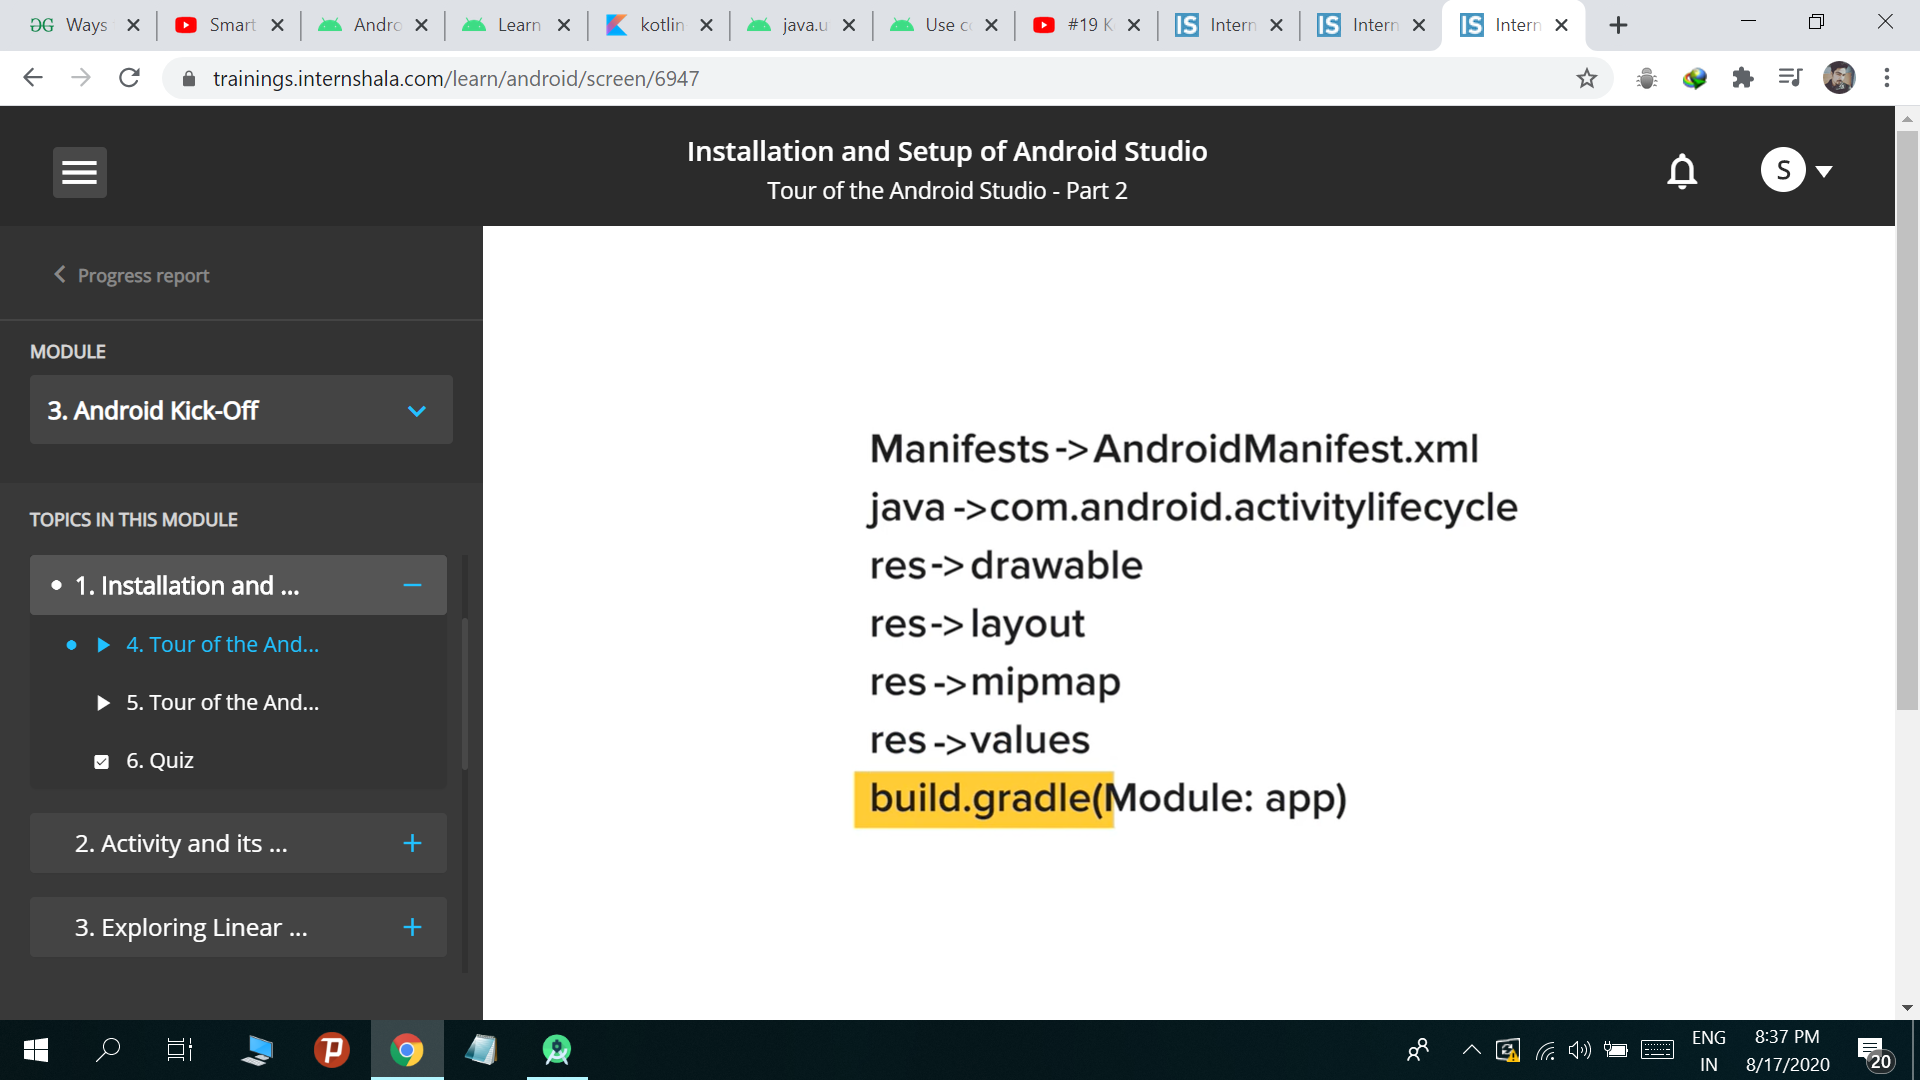 Ways
Smart
Andro
Learn
kotlin
java.u
Use c
#19 K
Intern
Intern
Intern
trainings.internshala.com/learn/android/screen/6947
Installation and Setup of Android Studio
Tour of the Android Studio - Part 2
S
Progress report
MODULE
3. Android Kick-Off
TOPICS IN THIS MODULE
1. Installation and ...
4. Tour of the And...
5. Tour of the And...
6. Quiz
2. Activity and its ...
3. Exploring Linear ...
Manifests->AndroidManifest.xml
java->com.android.activitylifecycle
res->drawable
res->layout
res->mipmap
res->values
build.gradle(Module: app)
ENG
IN
8:37 PM
8/17/2020
20